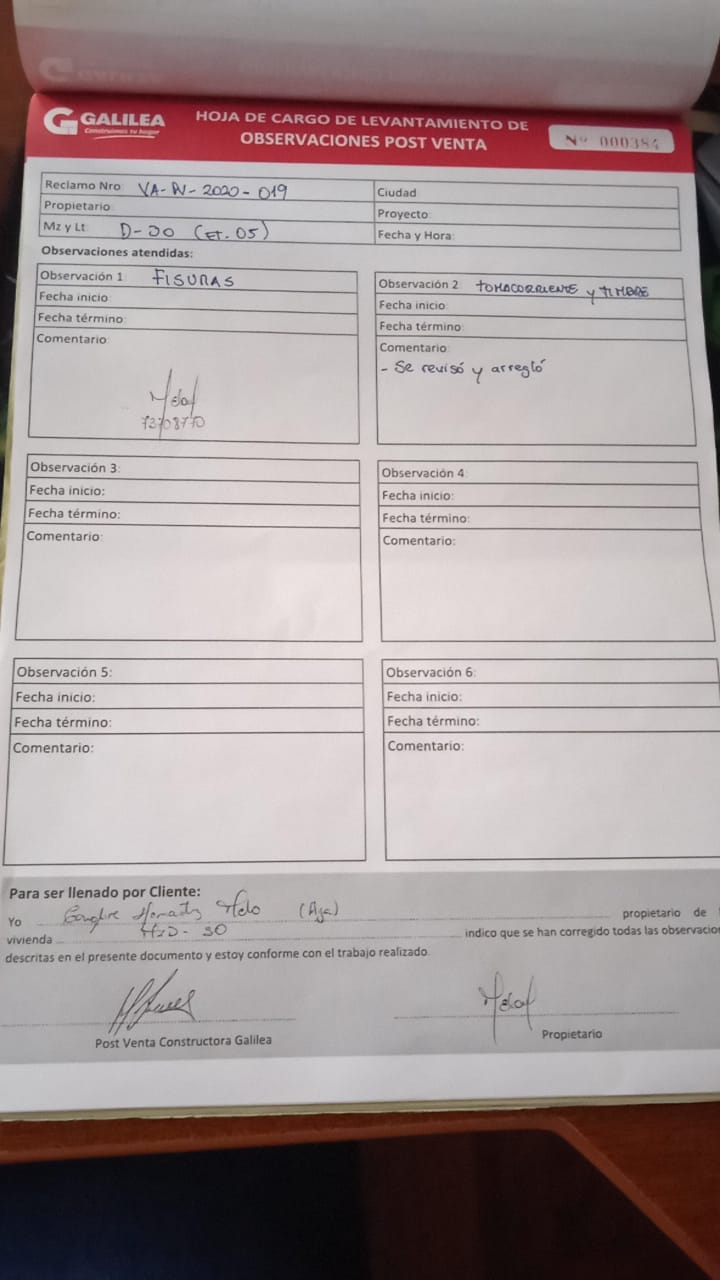 GALILEA
Construimos tu hogar
HOJA DE CARGO DE LEVANTAMIENTO DE
OBSERVACIONES POST VENTA
Nº 000384
Reclamo Nro: VA-PV-2020-019
Ciudad
Propietario:
Proyecto:
Mz y Lt: D-30 (ET. 05)
Fecha y Hora:
Observaciones atendidas:
Observación 1: FISURAS
Fecha inicio:
Fecha término:
Comentario:
73708770
Observación 2 TOMACORRIENTE y TIMBRE
Fecha inicio:
Fecha término:
Comentario:
- Se revisó y arregló
Observación 3:
Fecha inicio:
Fecha término:
Comentario:
Observación 4:
Fecha inicio:
Fecha término:
Comentario:
Observación 5:
Fecha inicio:
Fecha término:
Comentario:
Observación 6:
Fecha inicio:
Fecha término:
Comentario:
Para ser llenado por Cliente:
Yo Melo propietario de
vivienda MzD-30 indico que se han corregido todas las observacio
descritas en el presente documento y estoy conforme con el trabajo realizado.
Post Venta Constructora Galilea
Propietario